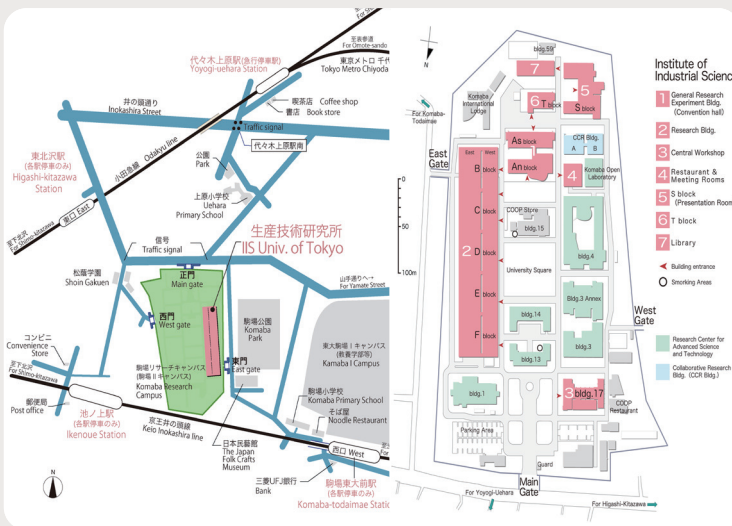 代々木上原駅(急行停車駅)
Yoyogi-uehara Station
至表参道
For Omote-sando
東京メトロ 千代
Tokyo Metro Chiyoda
井の頭通り
Inokashira Street
喫茶店 Coffee shop
書店 Book store
Traffic signal
代々木上原駅南
東北沢駅
(各駅停車のみ)
Higashi-kitazawa
Station
小田急線 Odakyu line
公園
Park
上原小学校
Uehara
Primary School
東口 East
至下北沢
For Shimo-kitazawa
信号
Traffic signal
生産技術研究所
IIS Univ. of Tokyo
松蔭学園
Shoin Gakuen
正門
Main gate
山手通りへ→
For Yamate Street
西門
West gate
駒場公園
Komaba
Park
東大駒場Iキャンパス
(教養学部等)
Komaba I Campus
コンビニ
Convenience
Store
東門
East gate
駒場リサーチキャンパス
(駒場IIキャンパス)
Komaba Research
Campus
至下北沢
For Shimo-kitazawa
郵便局
Post office
池ノ上駅
(各駅停車のみ)
Ikenoue Station
京王井の頭線
Keio Inokashira line
駒場小学校
Komaba Primary School
そば屋
Noodle Restaurant
日本民藝館
The Japan
Folk Crafts
Museum
西口 West
三菱UFJ銀行
Bank
駒場東大前駅
(各駅停車のみ)
Komaba-todaimae Static
N
0
50
100m
N
bldg.59
7
5
S block
6 T block
Komaba
International
Lodge
For Komaba-
Todaimae
East
Gate
East West
As block
An block
CCR Bldg.
A B
4
Komaba Open
Laboratory
B block
C block
D block
E block
F block
2
COOP Store
bldg.15
University Square
bldg.4
bldg.14
bldg.13
Bldg.3 Annex
bldg.3
West
Gate
bldg.1
3 bldg.17
COOP
Restaurant
Parking Area
Guard
Main
Gate
For Yoyogi-Uehara
For Higashi-Kitazawa
Institute of
Industrial Scienc
1 General Research
Experiment Bldg.
(Convention hall)
2 Research Bldg.
3 Central Workshop
4 Restaurant &
Meeting Rooms
5 S block
(Presentation Room
6 T block
7 Library
Building entrance
Smorking Areas
Research Center for
Advanced Science
and Technology
Collaborative Research
Bldg. (CCR Bldg.)